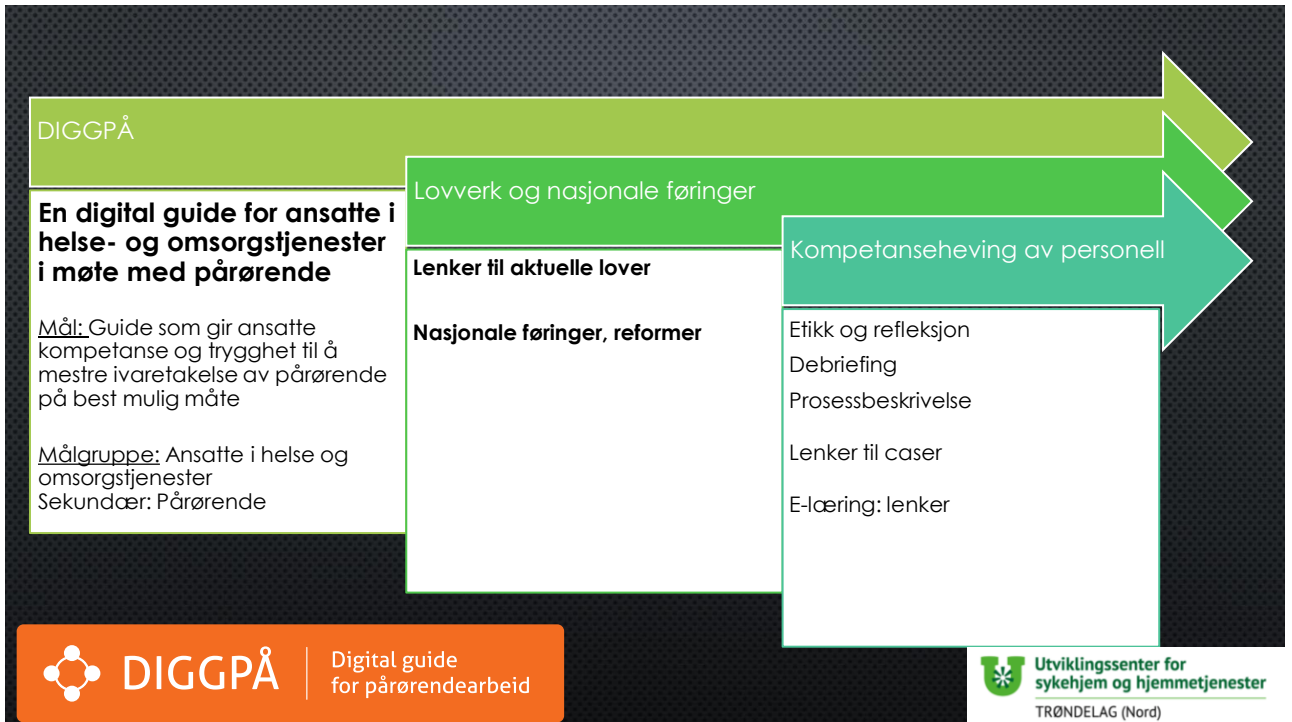 DIGGPÅ
En digital guide for ansatte i
helse- og omsorgstjenester
i møte med pårørende
Mål: Guide som gir ansatte
kompetanse og trygghet til å
mestre ivaretakelse av pårørende
på best mulig måte
Målgruppe: Ansatte i helse og
omsorgstjenester
Sekundær: Pårørende
Lovverk og nasjonale føringer
Lenker til aktuelle lover
Nasjonale føringer, reformer
Kompetanseheving av personell
Etikk og refleksjon
Debriefing
Prosessbeskrivelse
Lenker til caser
E-læring: lenker
DIGGPÅ
Digital guide
for pårørendearbeid
Utviklingssenter for
sykehjem og hjemmetjenester
TRØNDELAG (Nord)